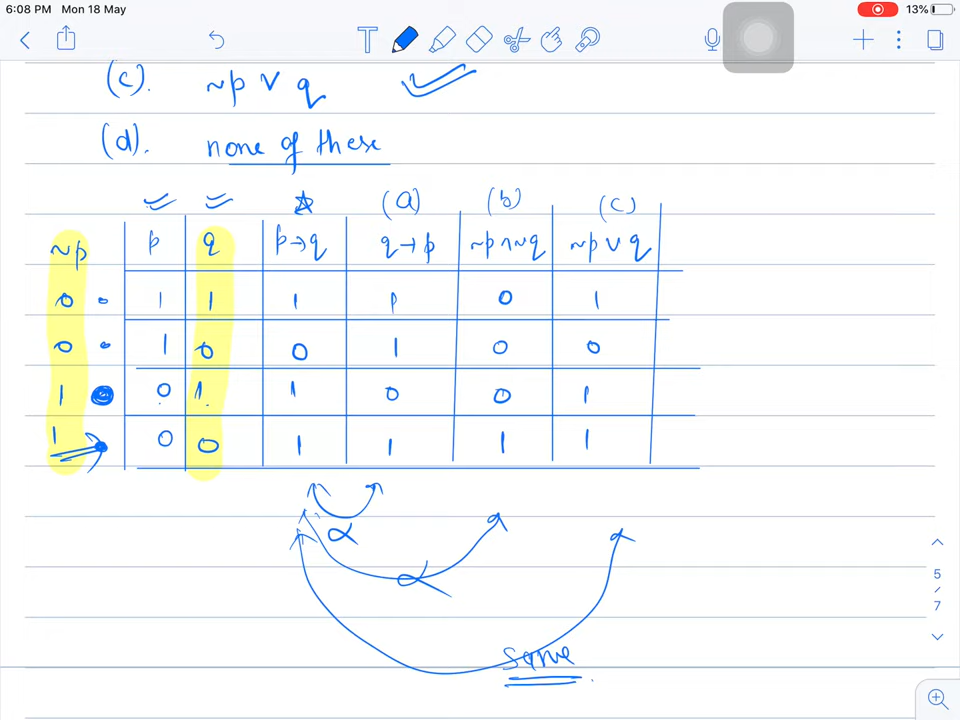 6:08 PM Mon 18 May 13%
T
(c). ~p ∨ q
(d). none of these
(a) (b) (c)
~p p q p→q q→p ~p∧~q ~p ∨ q
0 1 1 1 1 0 1
0 1 0 0 1 0 0
1 0 1 1 0 0 1
1 0 0 1 1 1 1
5
/
7
same